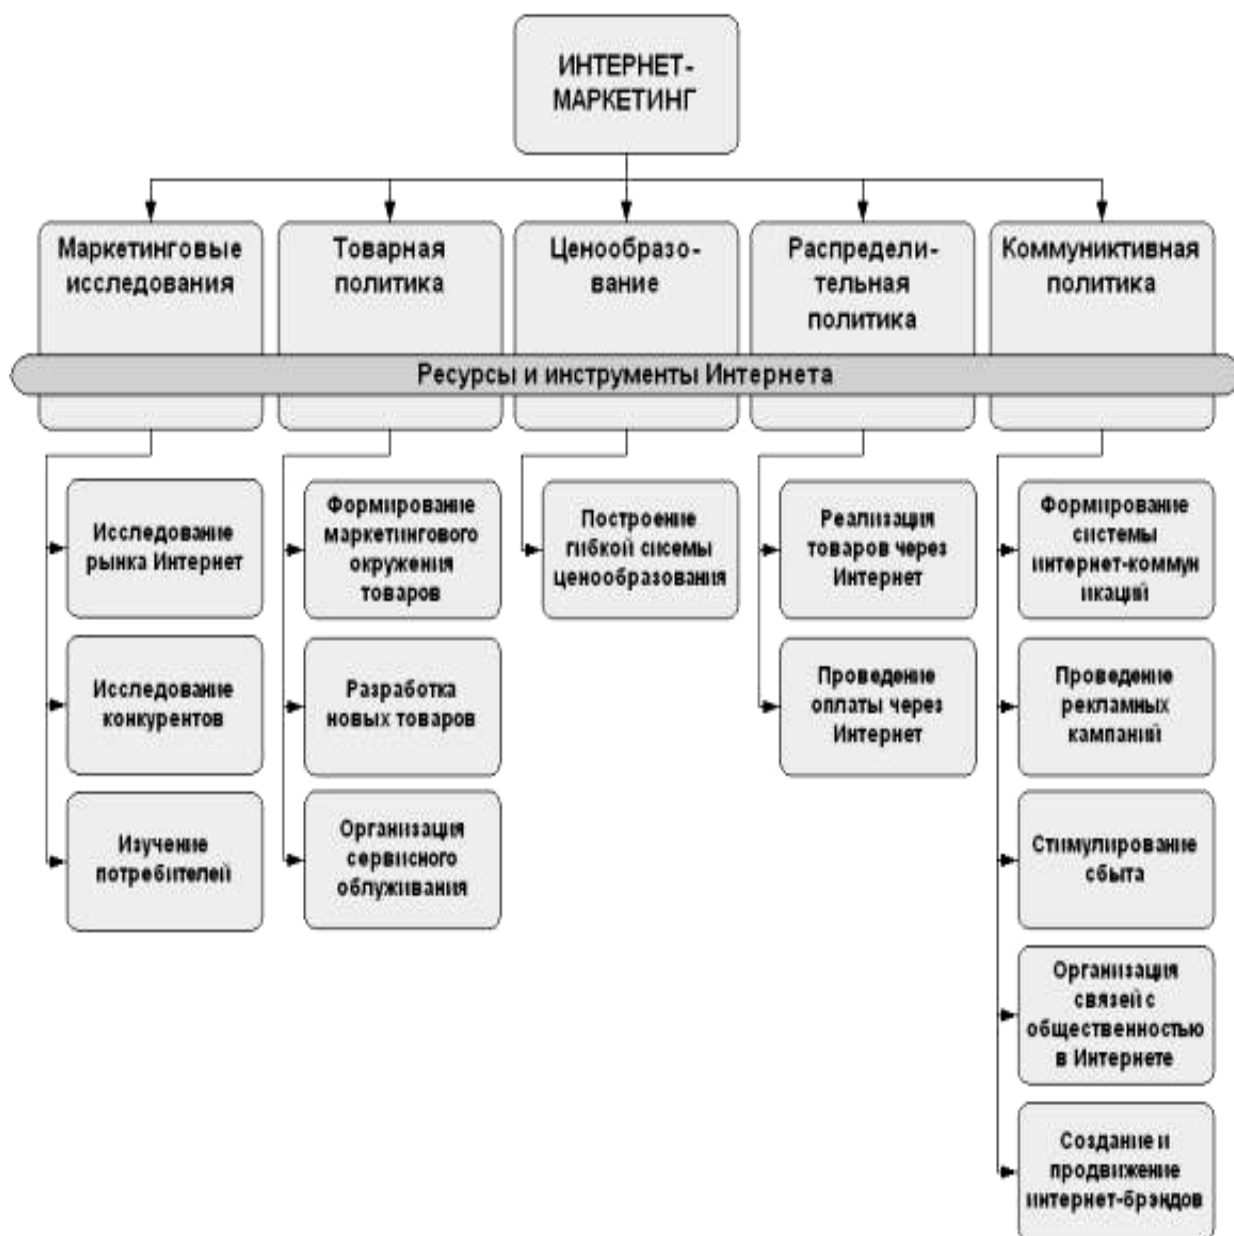 ИНТЕРНЕТ-
МАРКЕТИНГ
Маркетинговые
исследования
Товарная
политика
Ценообразо-
вание
Распредели-
тельная
политика
Коммуниктивная
политика
Ресурсы и инструменты Интернета
Исследование
рынка Интернет
Исследование
конкурентов
Изучение
потребителей
Формирование
маркетингового
окружения
товаров
Разработка
новых товаров
Организация
сервисного
облуживания
Построение
гибкой сисемы
ценообразования
Реализация
товаров через
Интернет
Проведение
оплаты через
Интернет
Формирование
системы
интернет-коммун
икаций
Проведение
рекламных
кампаний
Стимулирование
сбыта
Организация
связей с
общественностью
в Интернете
Создание и
продвижение
интернет-брэндов